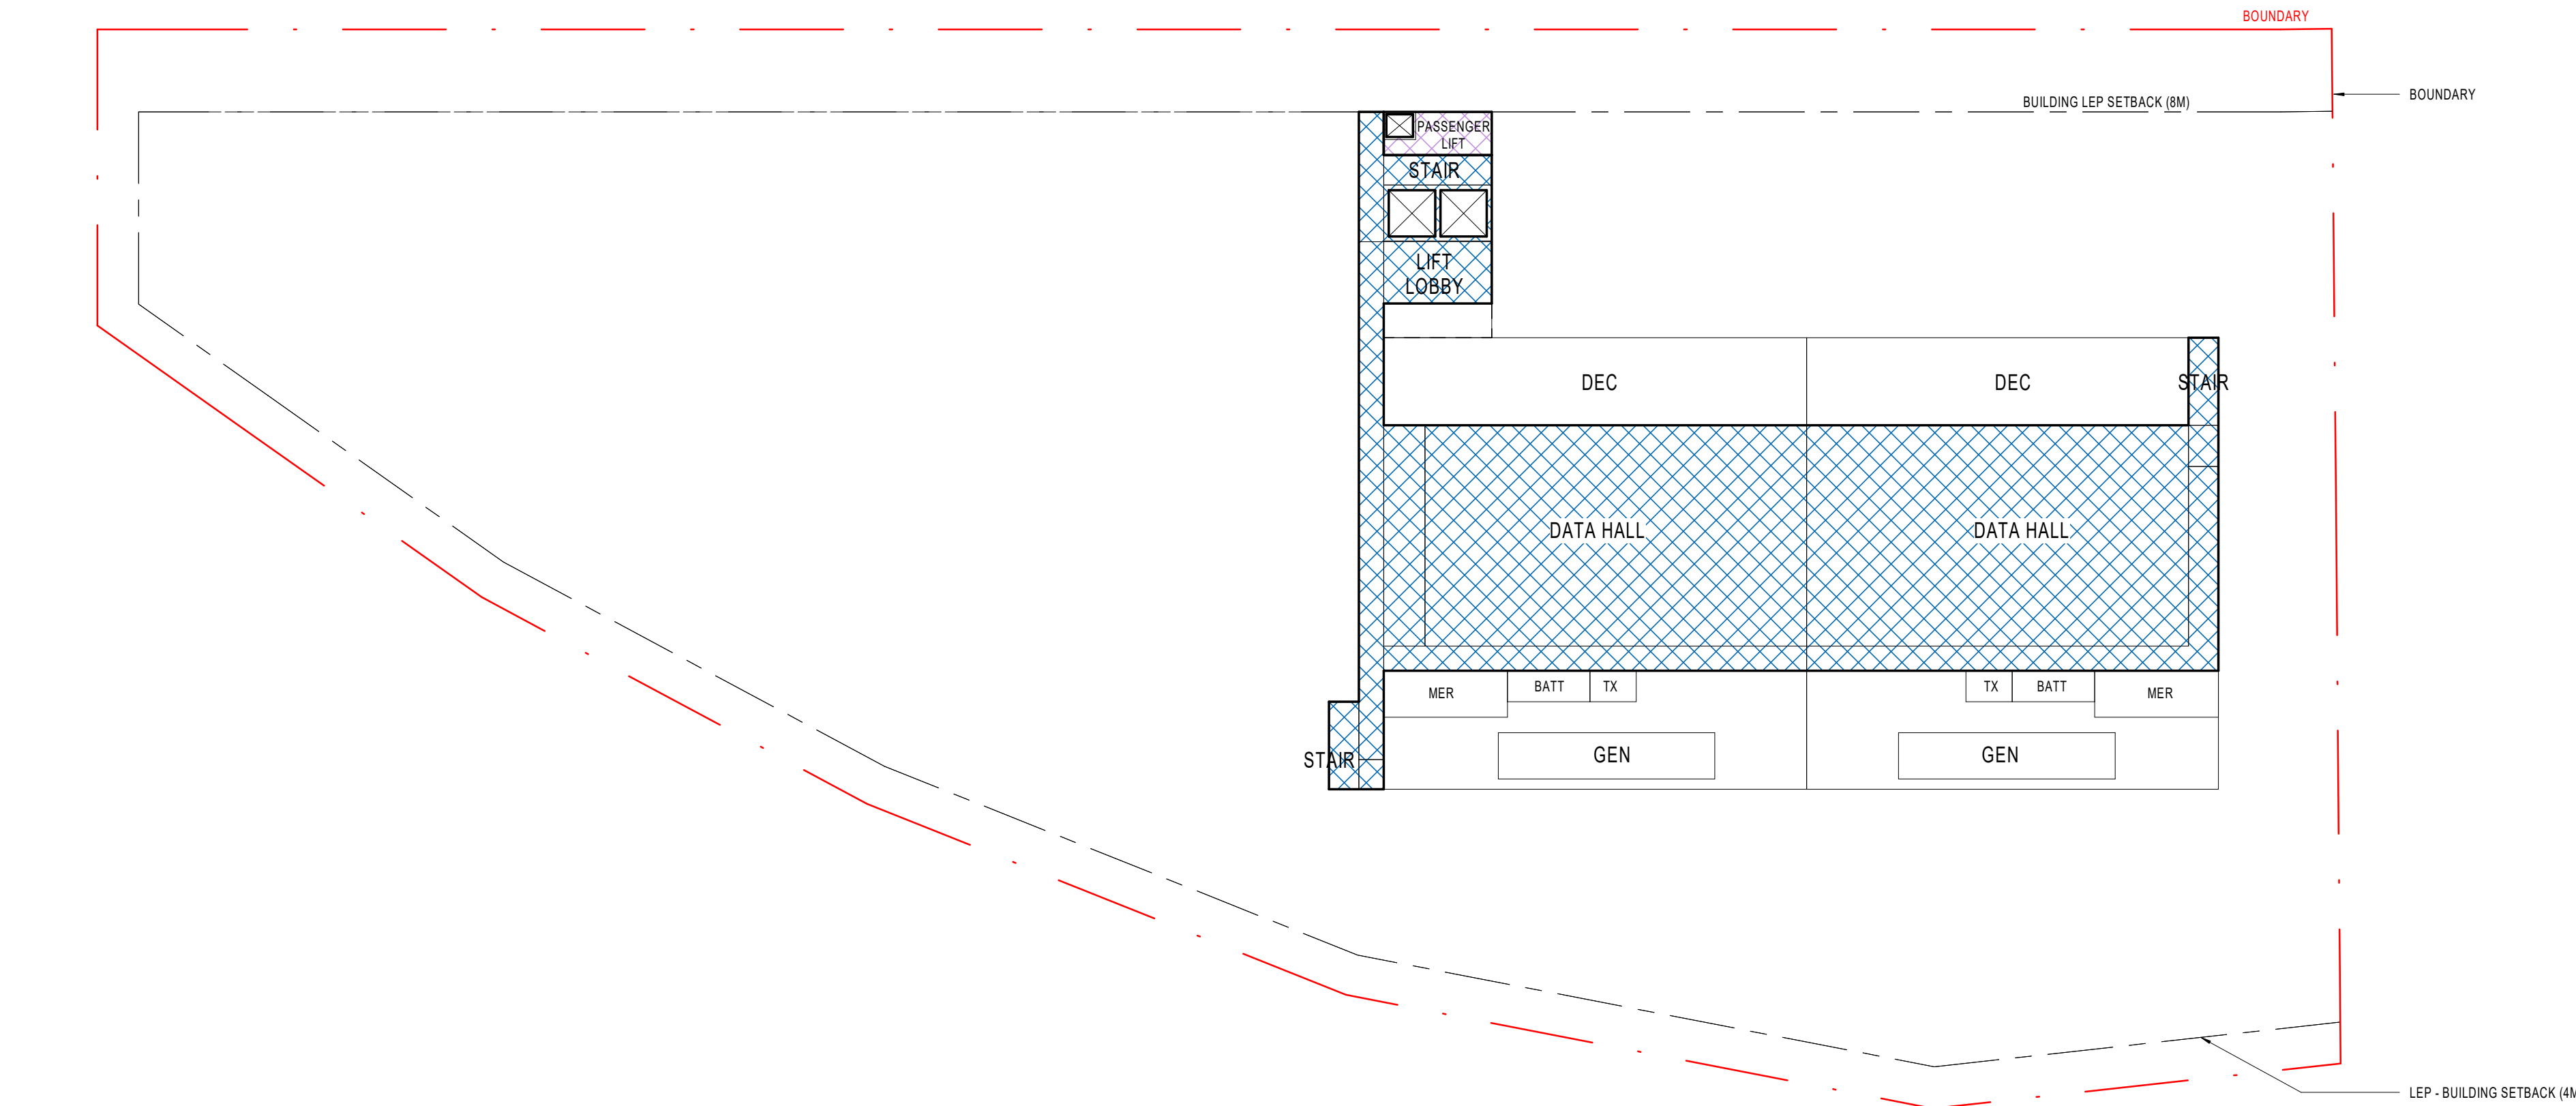 BOUNDARY
BOUNDARY
BUILDING LEP SETBACK (8M)
PASSENGER
LIFT
STAIR
LIFT
LOBBY
DEC
DEC
STAIR
DATA HALL
DATA HALL
MER
BATT
TX
TX
BATT
MER
STAIR
GEN
GEN
LEP - BUILDING SETBACK (4M